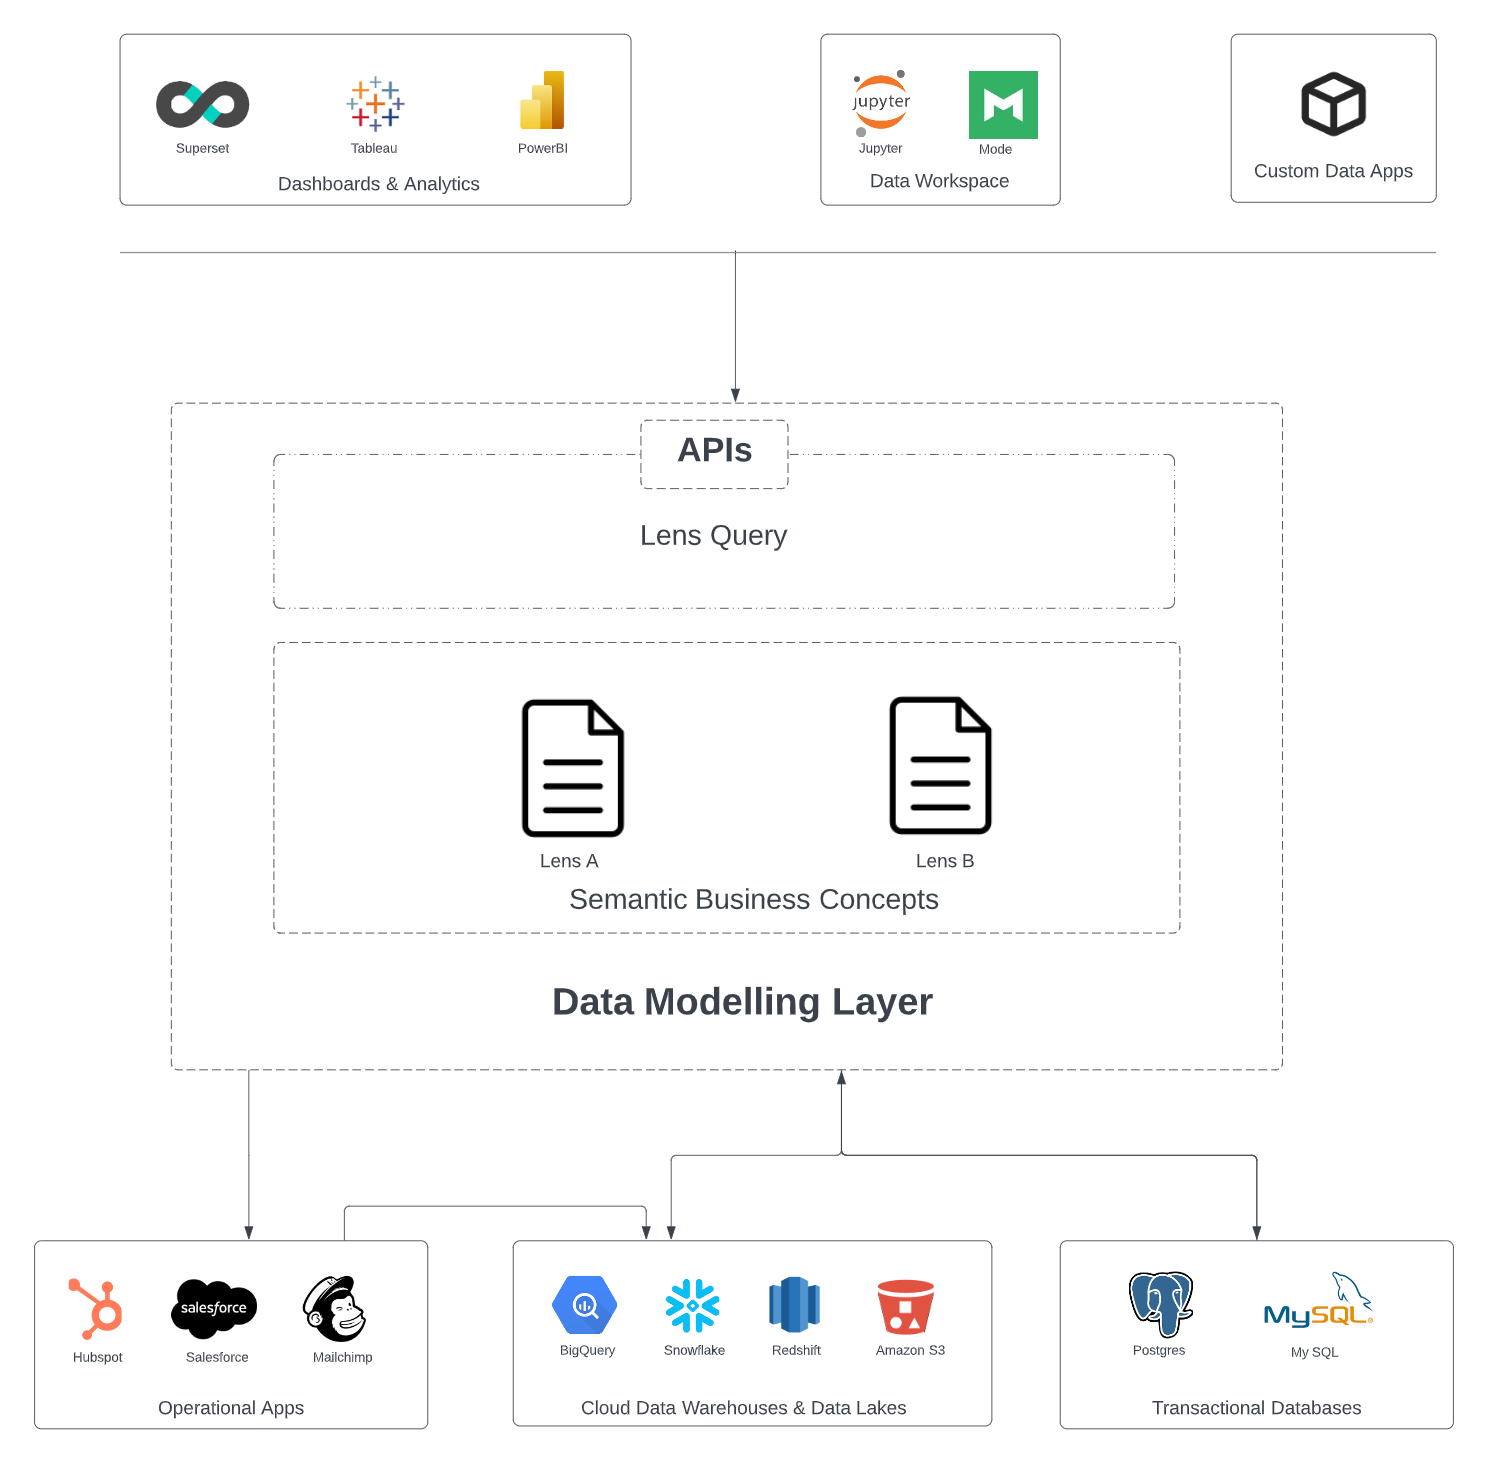 Superset
Tableau
PowerBI
Dashboards & Analytics
jupyter
Jupyter
Mode
Data Workspace
Custom Data Apps
APIs
Lens Query
Lens A
Lens B
Semantic Business Concepts
Data Modelling Layer
Hubspot
salesforce
Salesforce
Mailchimp
Operational Apps
BigQuery
Snowflake
Redshift
Amazon S3
Cloud Data Warehouses & Data Lakes
Postgres
MySQL®
My SQL
Transactional Databases